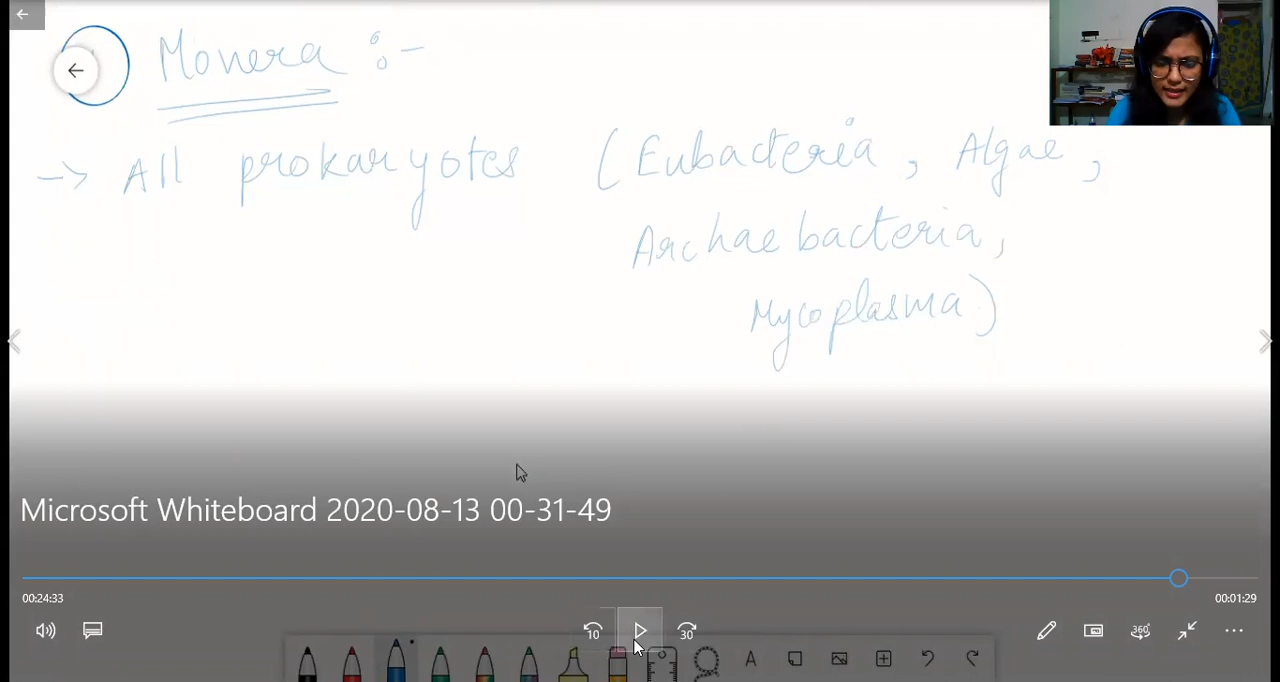 Monera :-
-> All prokaryotes (Eubacteria, Algae,
Archaebacteria,
Mycoplasma)
Microsoft Whiteboard 2020-08-13 00-31-49
00:24:33 00:01:29
10 30 360°
A